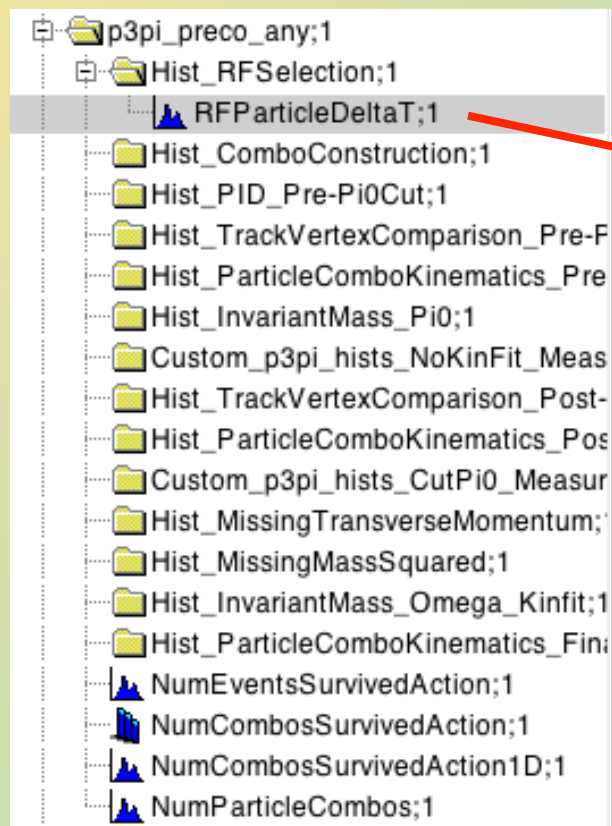 p3pi_preco_any;1
Hist_RFSelection;1
RFParticleDeltaT;1
Hist_ComboConstruction;1
Hist_PID_Pre-Pi0Cut;1
Hist_TrackVertexComparison_Pre-P
Hist_ParticleComboKinematics_Pre
Hist_InvariantMass_Pi0;1
Custom_p3pi_hists_NoKinFit_Meas
Hist_TrackVertexComparison_Post-
Hist_ParticleComboKinematics_Pos
Custom_p3pi_hists_CutPi0_Measur
Hist_MissingTransverseMomentum;
Hist_MissingMassSquared;1
Hist_InvariantMass_Omega_Kinfit;1
Hist_ParticleComboKinematics_Fina
NumEventsSurvivedAction;1
NumCombosSurvivedAction;1
NumCombosSurvivedAction1D;1
NumParticleCombos;1